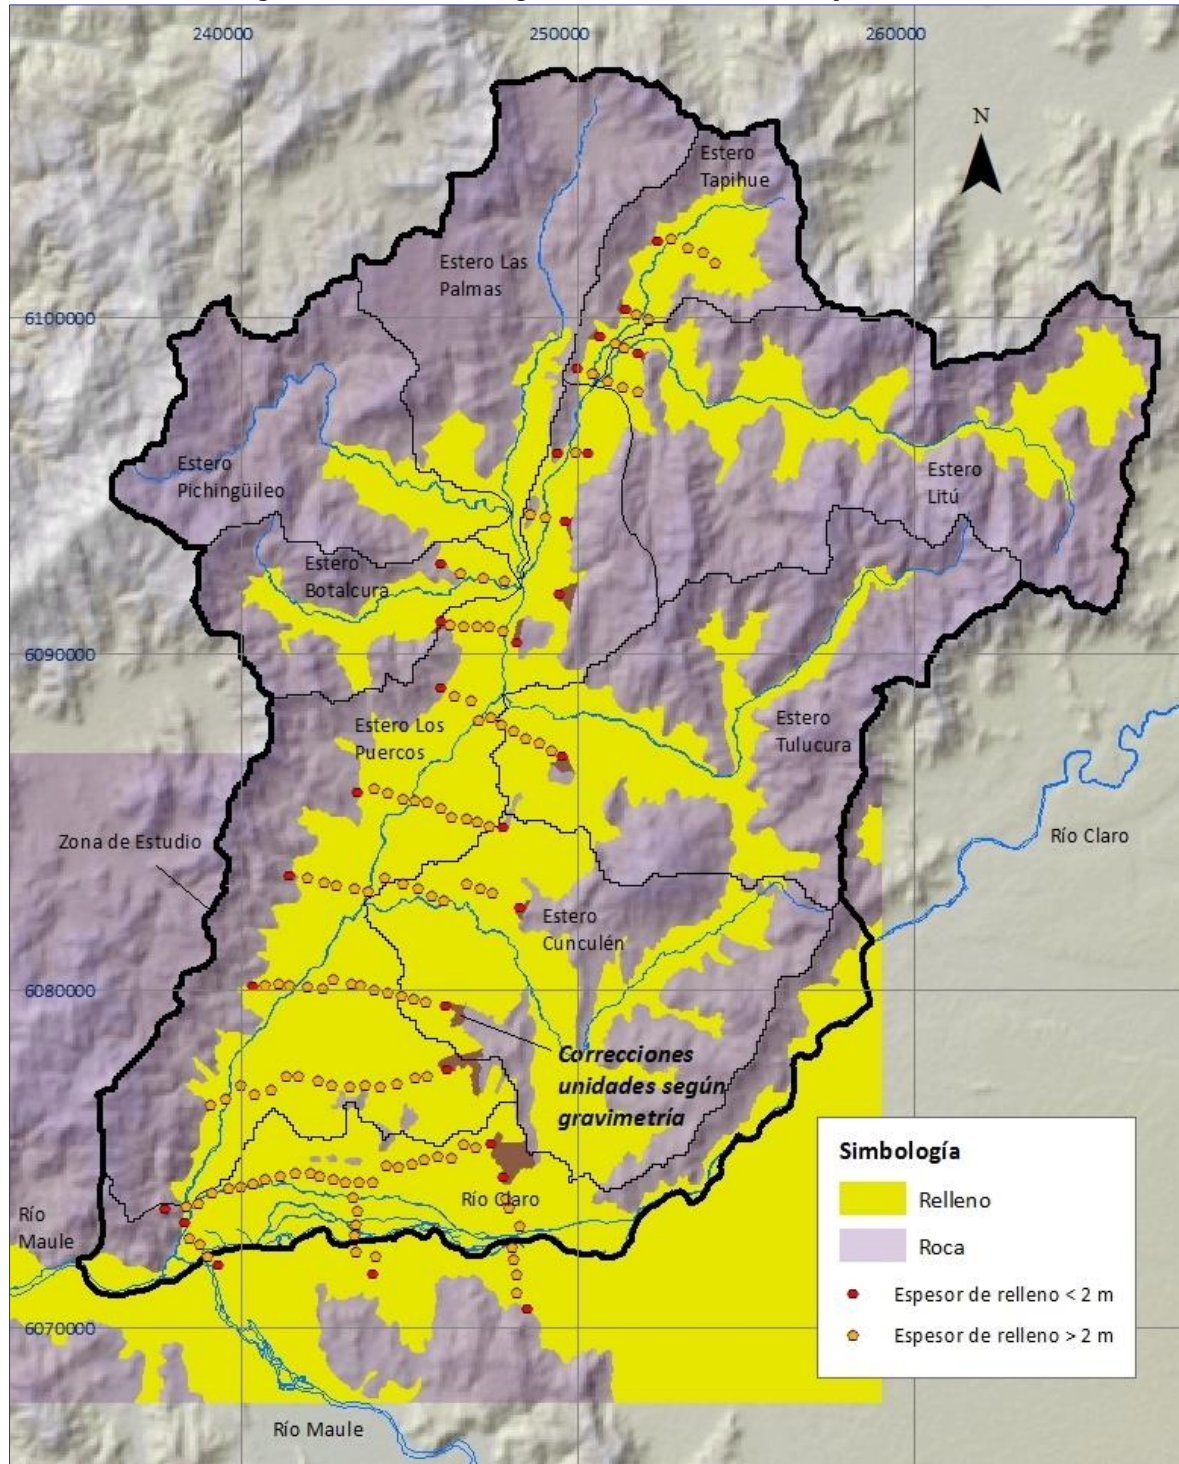 240000
250000
260000
N
Estero
Tapihue
Estero Las
Palmas
6100000
Estero
Pichingüileo
Estero
Litú
Estero
Botalcura
6090000
Estero Los
Puercos
Estero
Tulucura
Zona de Estudio
Río Claro
Estero
Cunculén
6080000
Correcciones
unidades según
gravimetría
Simbología
Relleno
Roca
Espesor de relleno < 2 m
Espesor de relleno > 2 m
Río Claro
Río
Maule
6070000
Río Maule